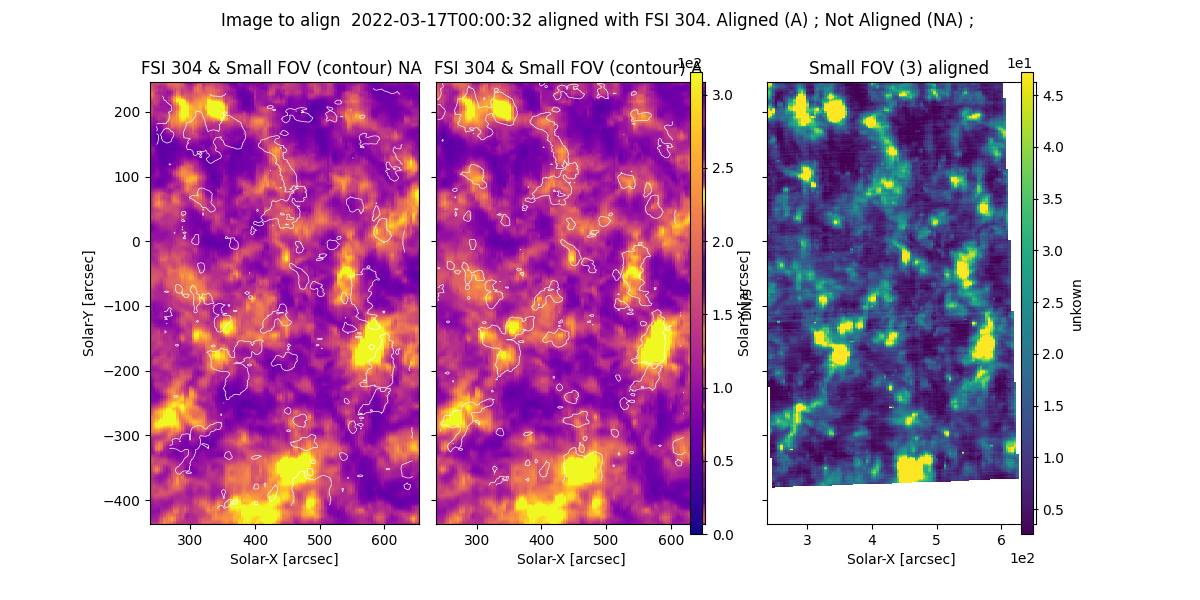 Image to align  2022-03-17T00:00:32 aligned with FSI 304. Aligned (A) ; Not Aligned (NA) ;
FSI 304 & Small FOV (contour) NA
FSI 304 & Small FOV (contour) A
1e2
Small FOV (3) aligned
1e1
200
100
0
−100
−200
−300
−400
Solar-Y [arcsec]
300
400
500
600
Solar-X [arcsec]
300
400
500
600
Solar-X [arcsec]
3.0
2.5
2.0
1.5
1.0
0.5
0.0
Solar-Y [arcsec]
3
4
5
6
1e2
Solar-X [arcsec]
4.5
4.0
3.5
3.0
2.5
2.0
1.5
1.0
0.5
unkown